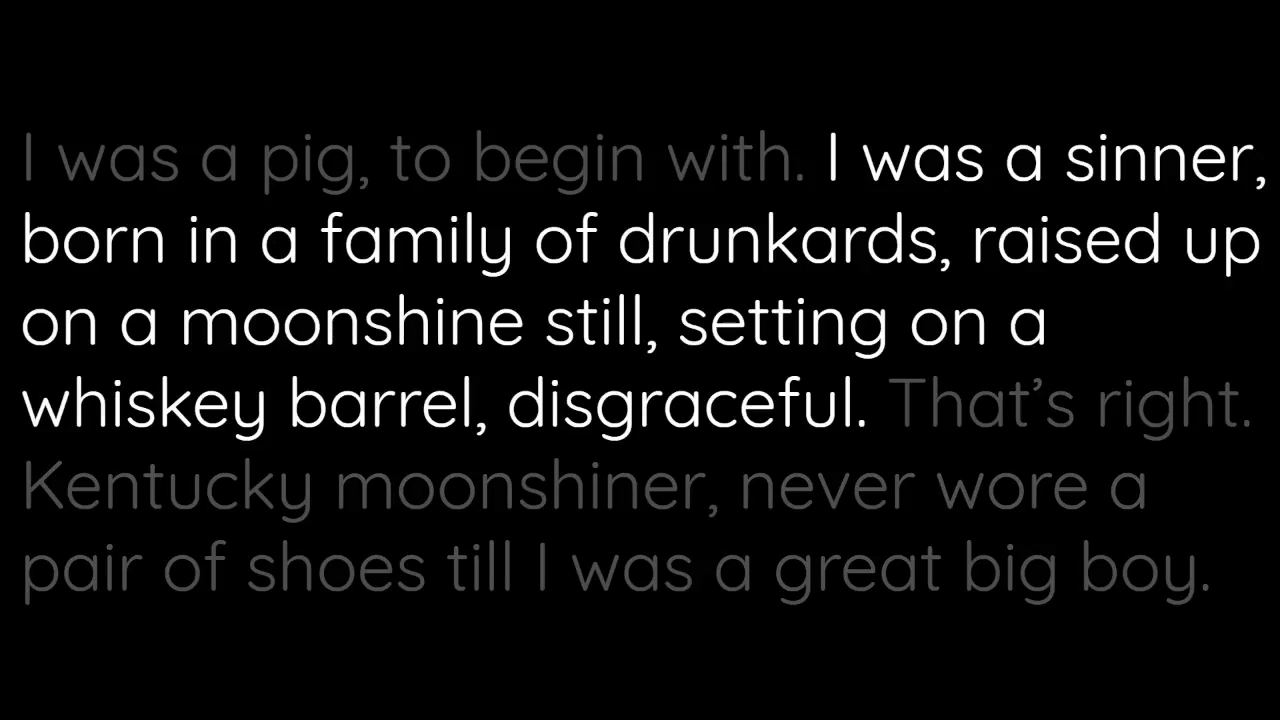 I was a pig, to begin with. I was a sinner,
born in a family of drunkards, raised up
on a moonshine still, setting on a
whiskey barrel, disgraceful. That’s right.
Kentucky moonshiner, never wore a
pair of shoes till I was a great big boy.